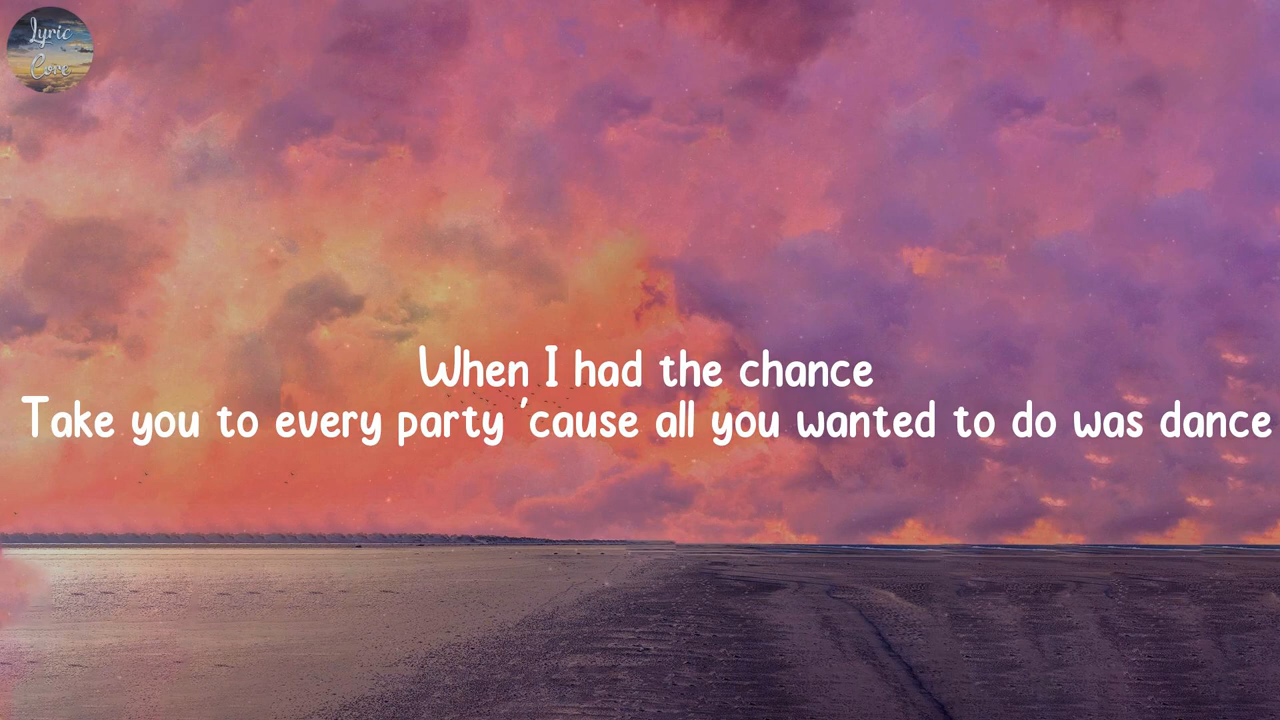 Lyric
Core
When I had the chance
Take you to every party 'cause all you wanted to do was dance